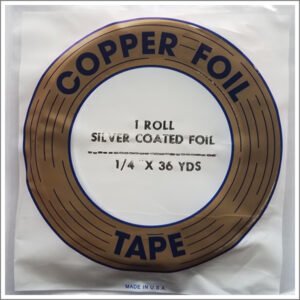 COPPER FOIL
1 ROLL
SILVER COATED FOIL
1/4" X 36 YDS
TAPE
MADE IN U.S.A.